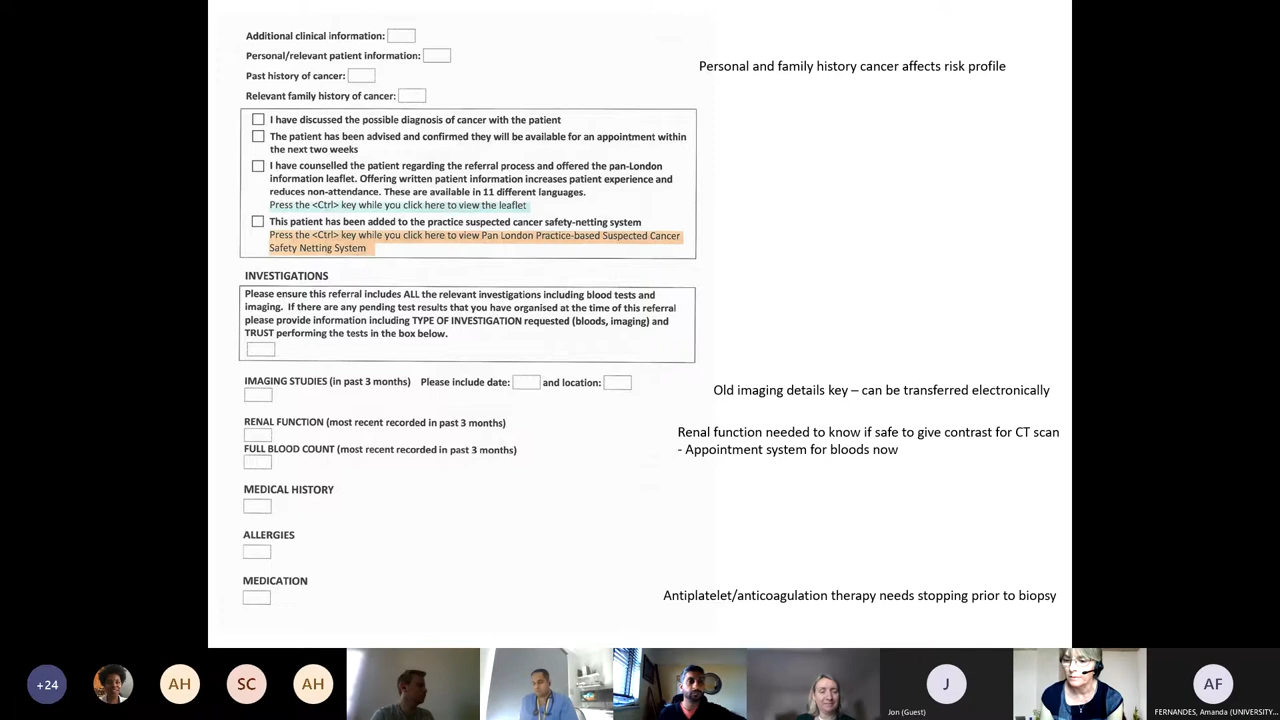 Additional clinical information:
Personal/relevant patient information:
Personal and family history cancer affects risk profile
Past history of cancer:
Relevant family history of cancer:
I have discussed the possible diagnosis of cancer with the patient
The patient has been advised and confirmed they will be available for an appointment within
the next two weeks
I have counselled the patient regarding the referral process and offered the pan-London
information leaflet. Offering written patient information increases patient experience and
reduces non-attendance. These are available in 11 different languages.
Press the <Ctrl> key while you click here to view the leaflet
This patient has been added to the practice suspected cancer safety-netting system
Press the <Ctrl> key while you click here to view Pan London Practice-based Suspected Cancer
Safety Netting System
INVESTIGATIONS
Please ensure this referral includes ALL the relevant investigations including blood tests and
imaging. If there are any pending test results that you have organised at the time of this referral
please provide information including TYPE OF INVESTIGATION requested (bloods, imaging) and
TRUST performing the tests in the box below.
IMAGING STUDIES (in past 3 months) Please include date: and location:
Old imaging details key – can be transferred electronically
RENAL FUNCTION (most recent recorded in past 3 months)
Renal function needed to know if safe to give contrast for CT scan
- Appointment system for bloods now
FULL BLOOD COUNT (most recent recorded in past 3 months)
MEDICAL HISTORY
ALLERGIES
MEDICATION
Antiplatelet/anticoagulation therapy needs stopping prior to biopsy
+24
AH
SC
AH
J
Jon (Guest)
AF
FERNANDES, Amanda (UNIVERSITY...